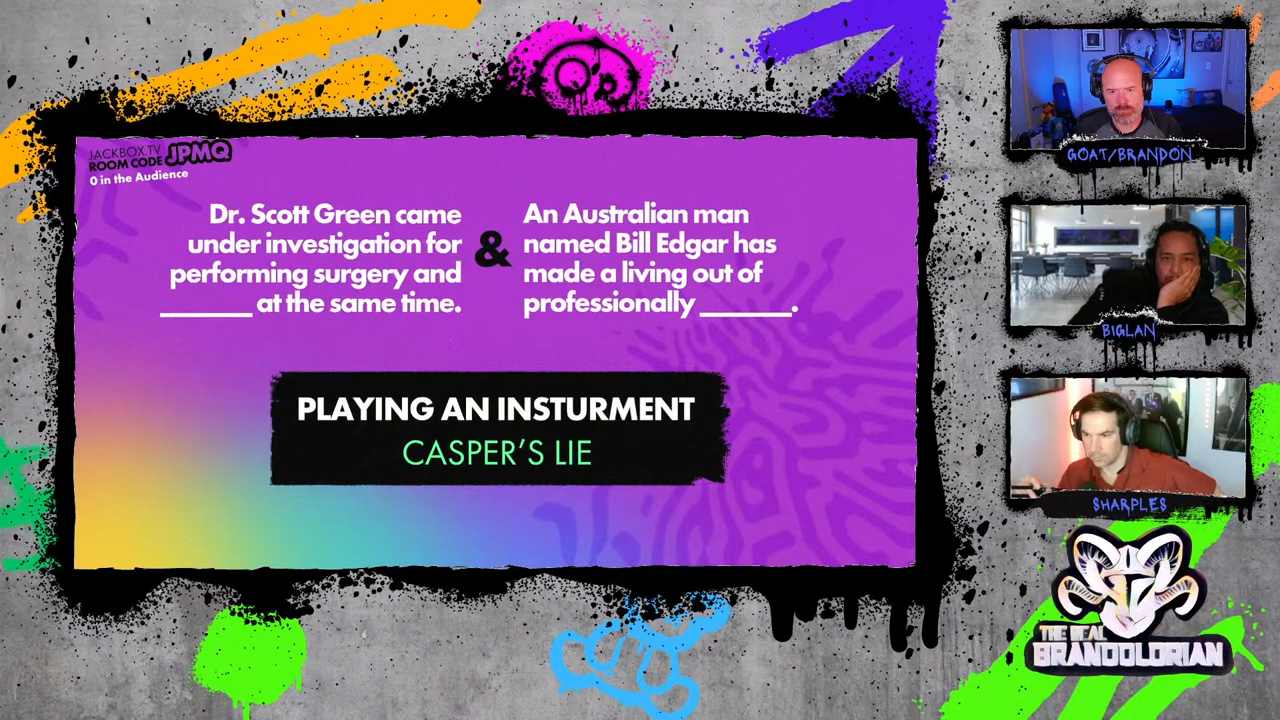 JACKBOX.TV
ROOM CODE JPMQ
0 in the Audience
Dr. Scott Green came
under investigation for
performing surgery and
________ at the same time.
&
An Australian man
named Bill Edgar has
made a living out of
professionally ________.
PLAYING AN INSTURMENT
CASPER'S LIE
GOAT/BRANDON
BIGLAN
SHARPLES
THE REAL
BRANDOLORIAN